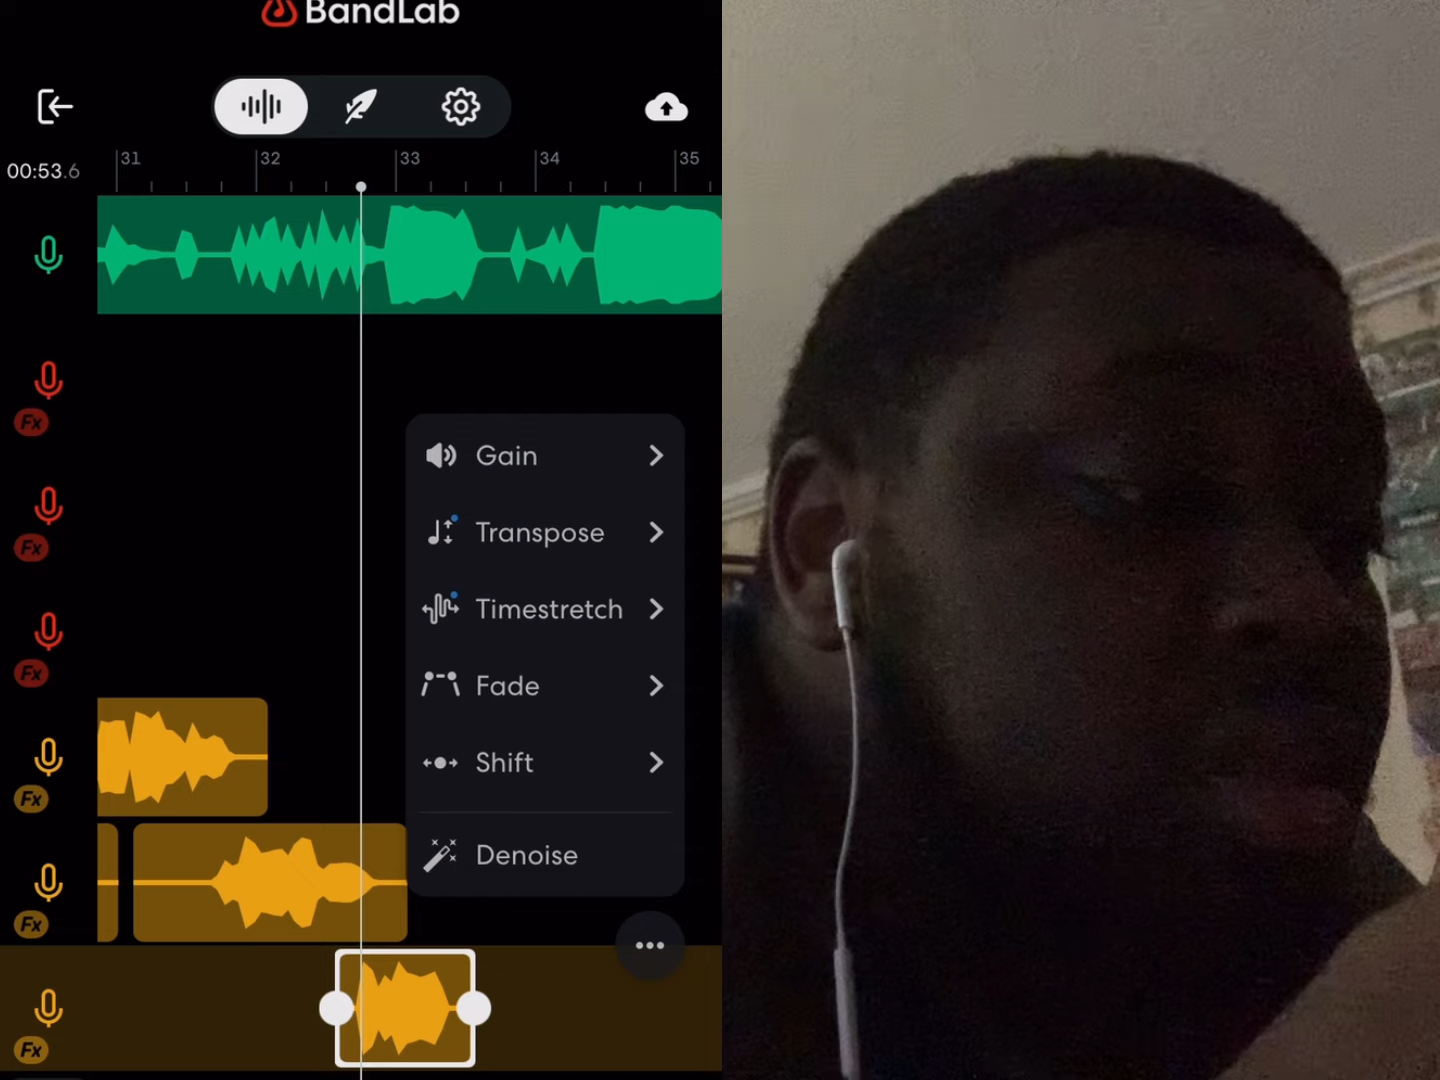 BandLab
31
32
33
34
35
00:53.6
Fx
Fx
Fx
Fx
Fx
Fx
Gain
Transpose
Timestretch
Fade
Shift
Denoise